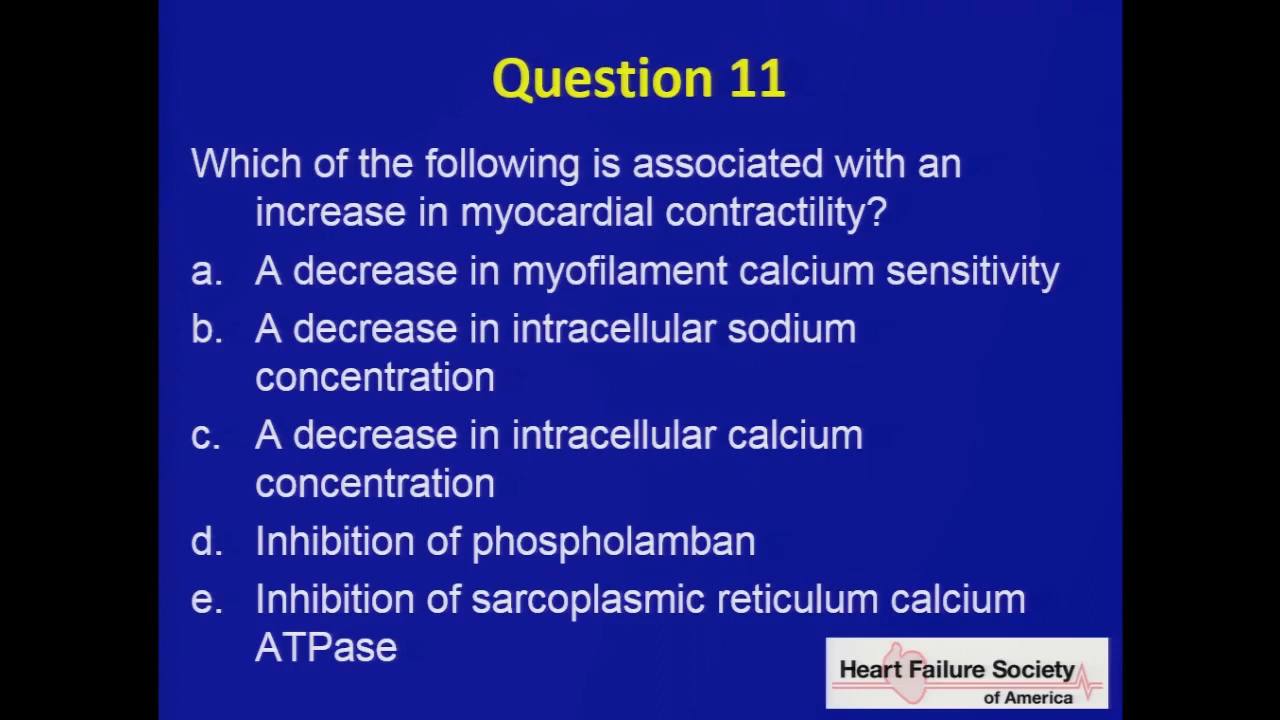 Question 11
Which of the following is associated with an
increase in myocardial contractility?
a. A decrease in myofilament calcium sensitivity
b. A decrease in intracellular sodium
concentration
c. A decrease in intracellular calcium
concentration
d. Inhibition of phospholamban
e. Inhibition of sarcoplasmic reticulum calcium
ATPase
Heart Failure Society
of America